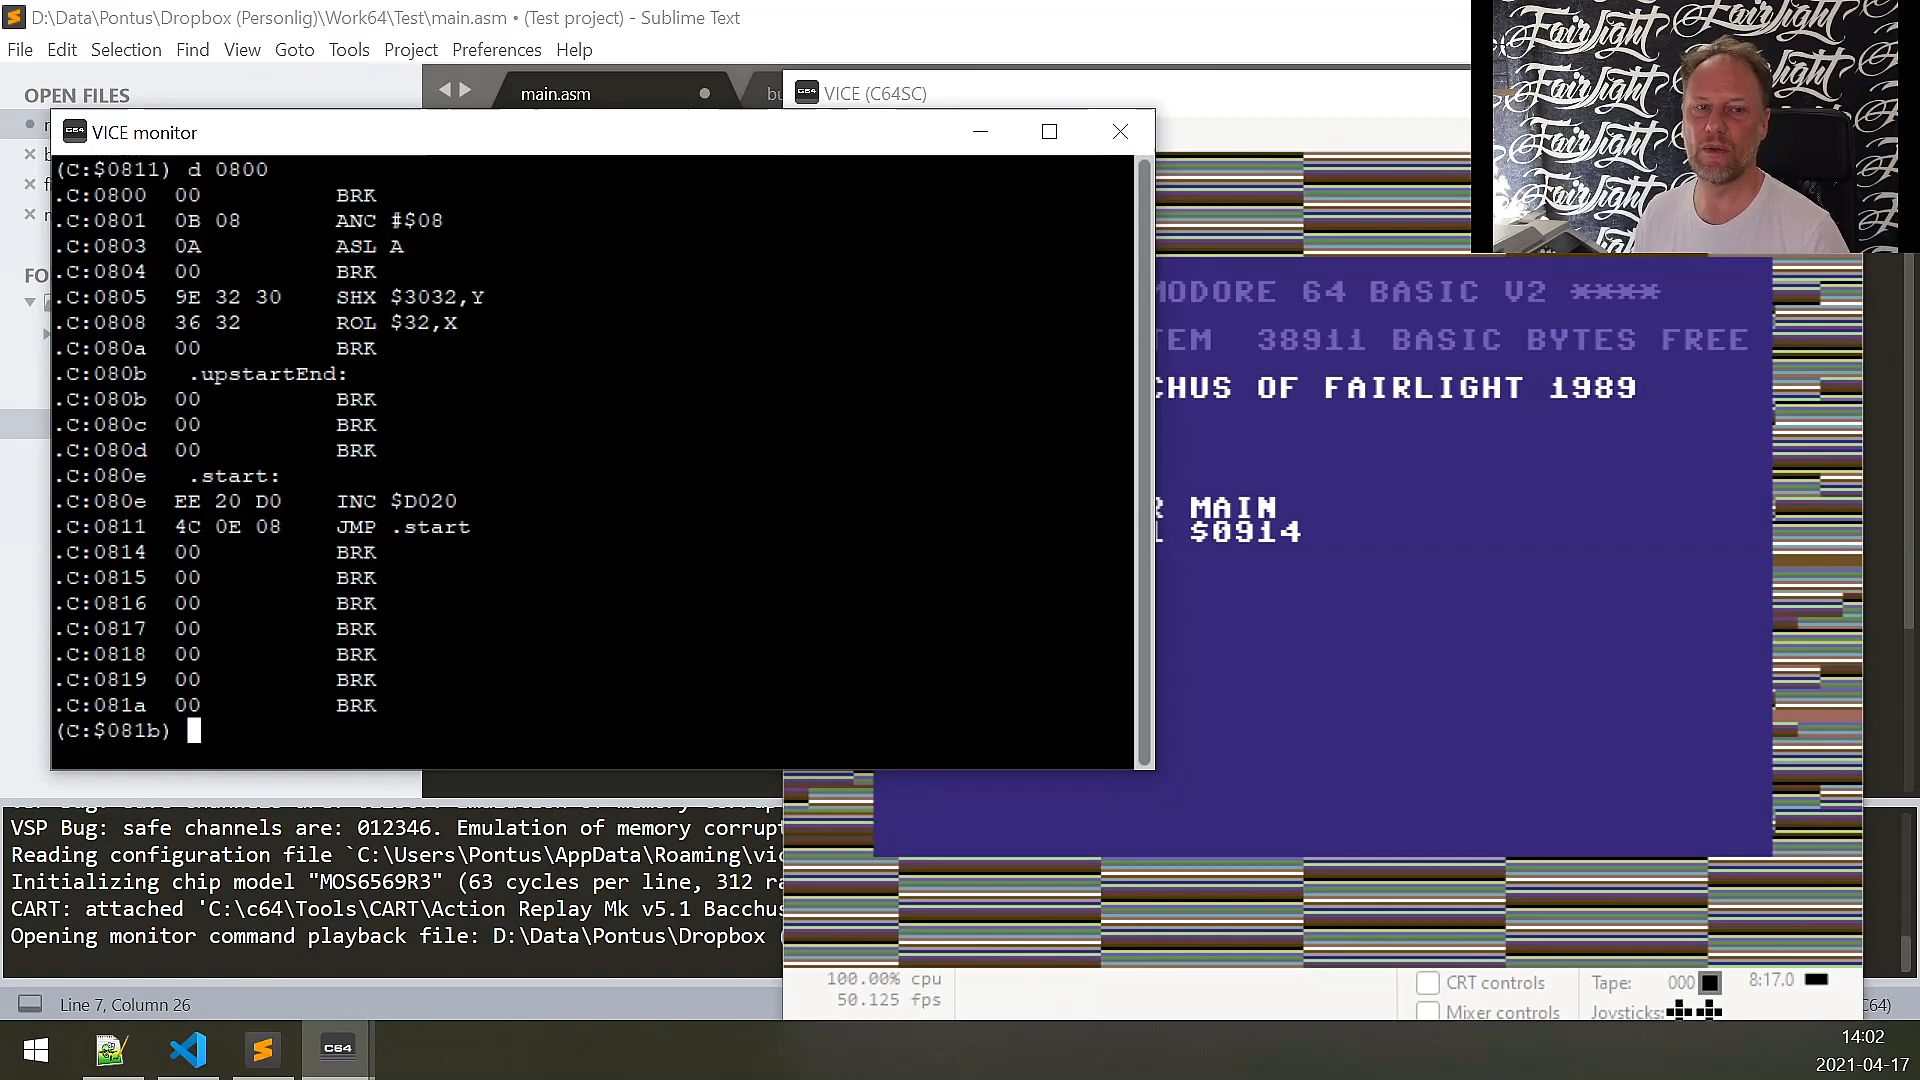 D:\Data\Pontus\Dropbox (Personlig)\Work64\Test\main.asm • (Test project) - Sublime Text
File Edit Selection Find View Goto Tools Project Preferences Help
OPEN FILES
main.asm
VICE (C64SC)
VICE monitor
(C:$0811) d 0800
.C:0800 00 BRK
.C:0801 0B 08 ANC #$08
.C:0803 0A ASL A
.C:0804 00 BRK
.C:0805 9E 32 30 SHX $3032,Y
.C:0808 36 32 ROL $32,X
.C:080a 00 BRK
.C:080b .upstartEnd:
.C:080b 00 BRK
.C:080c 00 BRK
.C:080d 00 BRK
.C:080e .start:
.C:080e EE 20 D0 INC $D020
.C:0811 4C 0E 08 JMP .start
.C:0814 00 BRK
.C:0815 00 BRK
.C:0816 00 BRK
.C:0817 00 BRK
.C:0818 00 BRK
.C:0819 00 BRK
.C:081a 00 BRK
(C:$081b)
FO
MODORE 64 BASIC V2 ****
TEM 38911 BASIC BYTES FREE
CHUS OF FAIRLIGHT 1989
R MAIN
$0914
Fairlight Fairlight
Fairlight
Fairlight
Fairlight
VSP Bug: safe channels are: 012346. Emulation of memory corrupt
Reading configuration file `C:\Users\Pontus\AppData\Roaming\vic
Initializing chip model "MOS6569R3" (63 cycles per line, 312 ra
CART: attached 'C:\c64\Tools\CART\Action Replay Mk v5.1 Bacchus
Opening monitor command playback file: D:\Data\Pontus\Dropbox (
100.00% cpu
50.125 fps
CRT controls
Mixer controls
Tape: 000
Joysticks:
8:17.0
Line 7, Column 26
C64)
C64
14:02
2021-04-17